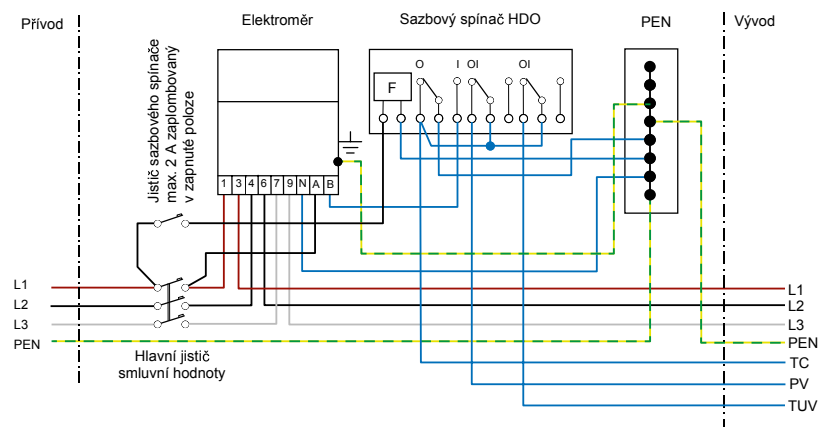 Přívod
Elektroměr
Sazbový spínač HDO
PEN
Vývod
Jistič sazbového spínače
max. 2 A zaplombovaný
v zapnuté poloze
F
O
I
OI
OI
1 3 4 6 7 9 N A B
L1
L2
L3
PEN
Hlavní jistič
smluvní hodnoty
L1
L2
L3
PEN
TC
PV
TUV